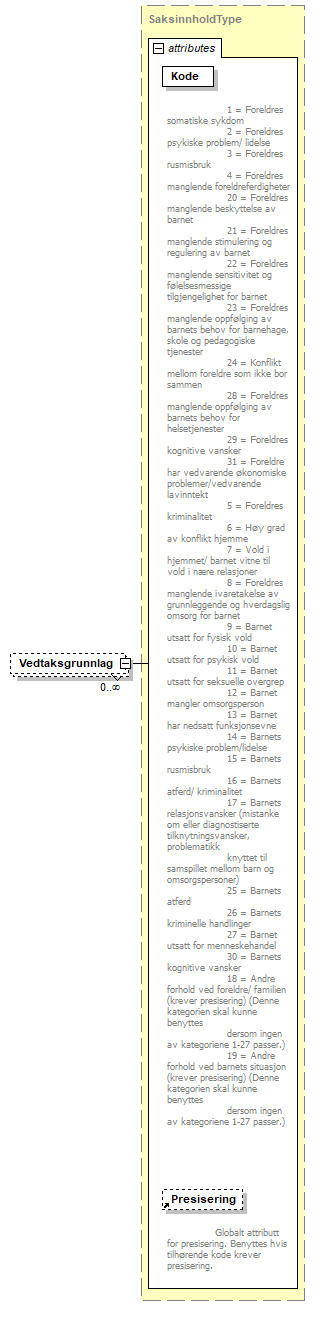 SaksinnholdType
attributes
Kode
1 = Foreldres
somatiske sykdom
2 = Foreldres
psykiske problem/ lidelse
3 = Foreldres
rusmisbruk
4 = Foreldres
manglende foreldreferdigheter
20 = Foreldres
manglende beskyttelse av
barnet
21 = Foreldres
manglende stimulering og
regulering av barnet
22 = Foreldres
manglende sensitivitet og
følelsesmessige
tilgjengelighet for barnet
23 = Foreldres
manglende oppfølging av
barnets behov for barnehage,
skole og pedagogiske
tjenester
24 = Konflikt
mellom foreldre som ikke bor
sammen
28 = Foreldres
manglende oppfølging av
barnets behov for
helsetjenester
29 = Foreldres
kognitive vansker
31 = Foreldre
har vedvarende økonomiske
problemer/vedvarende
lavinntekt
5 = Foreldres
kriminalitet
6 = Høy grad
av konflikt hjemme
7 = Vold i
hjemmet/ barnet vitne til
vold i nære relasjoner
8 = Foreldres
manglende ivaretakelse av
grunnleggende og hverdagslig
omsorg for barnet
9 = Barnet
utsatt for fysisk vold
10 = Barnet
utsatt for psykisk vold
11 = Barnet
utsatt for seksuelle overgrep
12 = Barnet
mangler omsorgsperson
13 = Barnet
har nedsatt funksjonsevne
14 = Barnets
psykiske problem/lidelse
15 = Barnets
rusmisbruk
16 = Barnets
atferd/ kriminalitet
17 = Barnets
relasjonsvansker (mistanke
om eller diagnostiserte
tilknytningsvansker,
problematikk
knyttet til
samspillet mellom barn og
omsorgspersoner)
25 = Barnets
atferd
26 = Barnets
kriminelle handlinger
27 = Barnet
utsatt for menneskehandel
30 = Barnets
kognitive vansker
18 = Andre
forhold ved foreldre/ familien
(krever presisering) (Denne
kategorien skal kunne
benyttes
dersom ingen
av kategoriene 1-27 passer.)
19 = Andre
forhold ved barnets situasjon
(krever presisering) (Denne
kategorien skal kunne
benyttes
dersom ingen
av kategoriene 1-27 passer.)
Vedtaksgrunnlag
0..∞
Presisering
Globalt attributt
for presisering. Benyttes hvis
tilhørende kode krever
presisering.